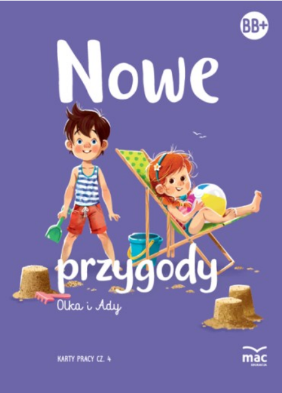 BB+
Nowe
przygody
Olka i Ady
KARTY PRACY CZ. 4
mac